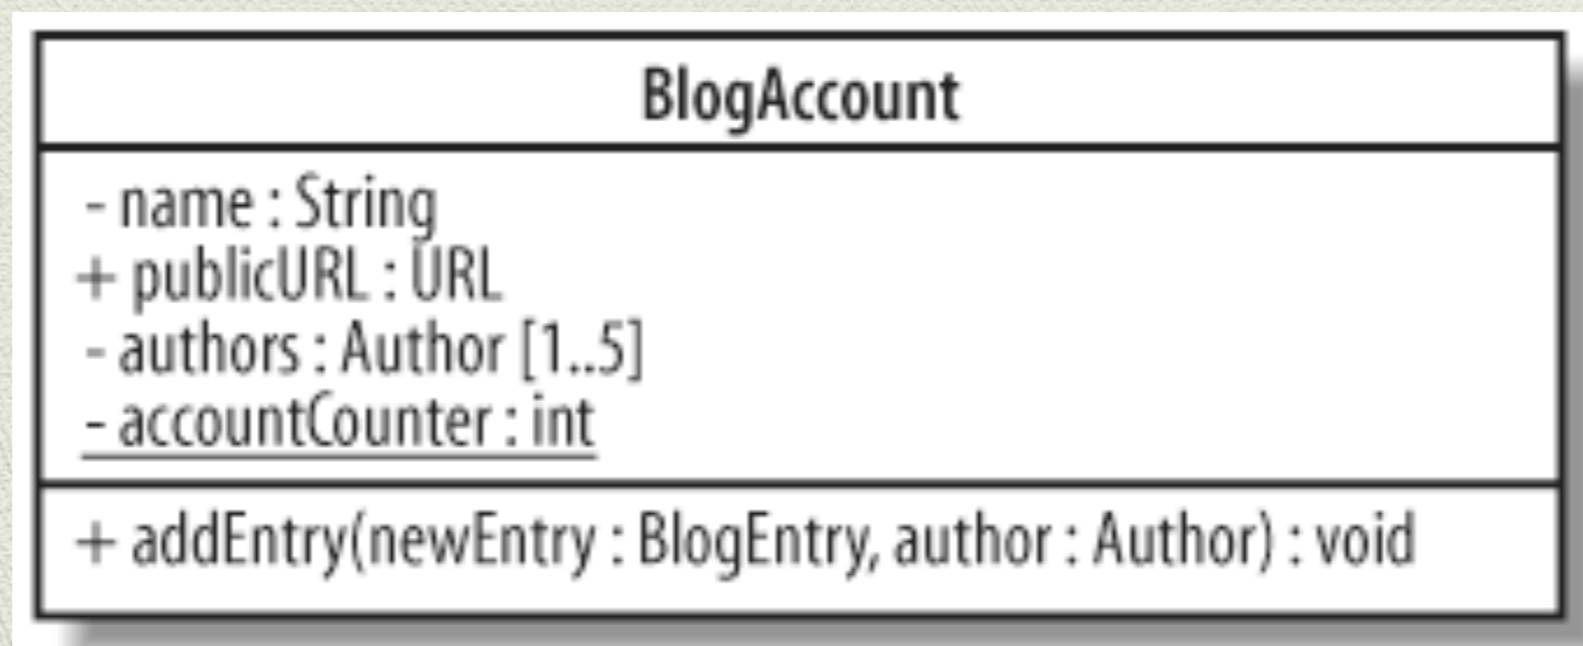 BlogAccount
- name : String
+ publicURL : URL
- authors : Author [1..5]
- accountCounter : int
+ addEntry(newEntry : BlogEntry, author : Author) : void